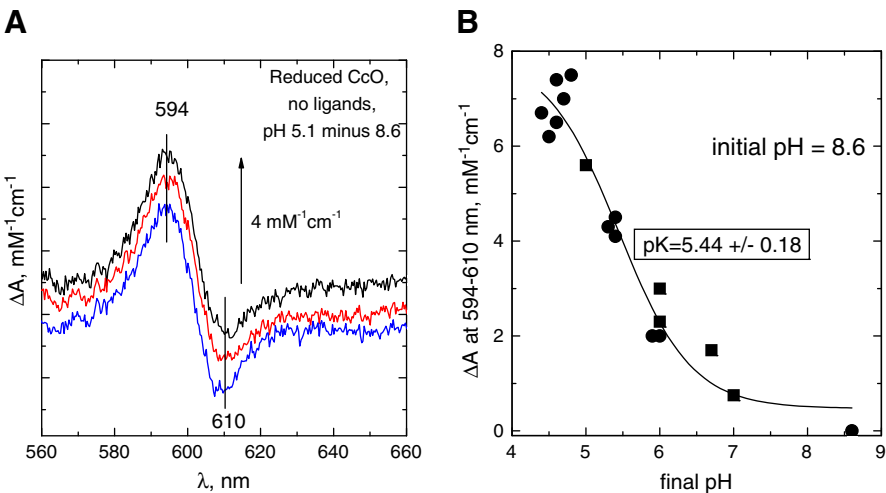 A
Reduced CcO,
no ligands,
pH 5.1 minus 8.6
594
4 mM⁻¹cm⁻¹
610
ΔA, mM⁻¹cm⁻¹
560 580 600 620 640 660
λ, nm
B
8
6
4
2
0
initial pH = 8.6
pK=5.44 +/- 0.18
ΔA at 594-610 nm, mM⁻¹cm⁻¹
4 5 6 7 8 9
final pH